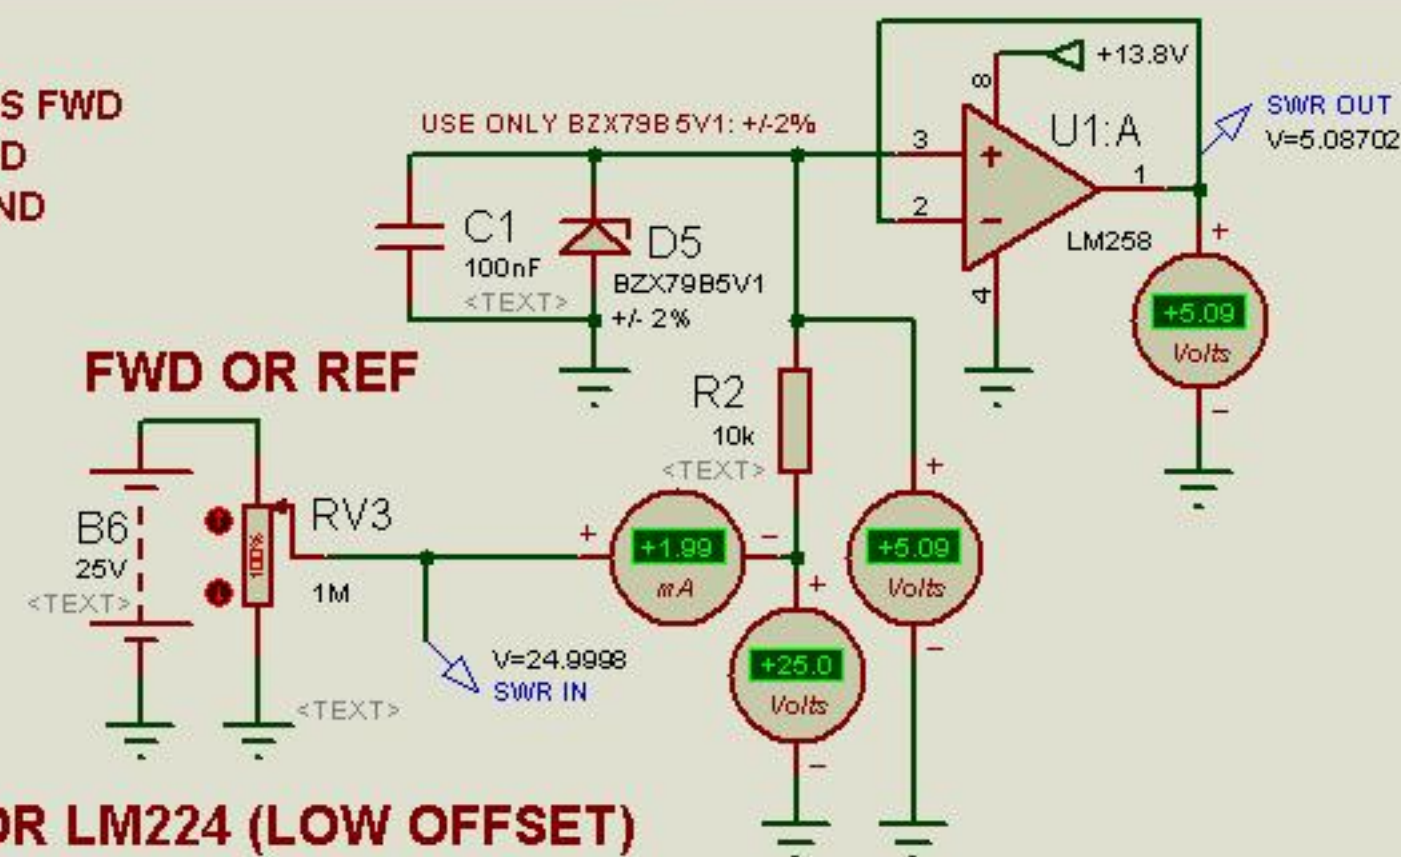 S FWD
D
ND
USE ONLY BZX79B5V1: +/-2%
8
+13.8V
U1:A
SWR OUT
V=5.08702
3
+
2
−
1
LM258
4
C1
100nF
<TEXT>
D5
BZX79B5V1
+/- 2%
+
+5.09
Volts
−
FWD OR REF
R2
10k
<TEXT>
B6
25V
<TEXT>
100%
RV3
1M
<TEXT>
+
+1.99
mA
−
+
+5.09
Volts
−
V=24.9998
SWR IN
+
+25.0
Volts
−
OR LM224 (LOW OFFSET)